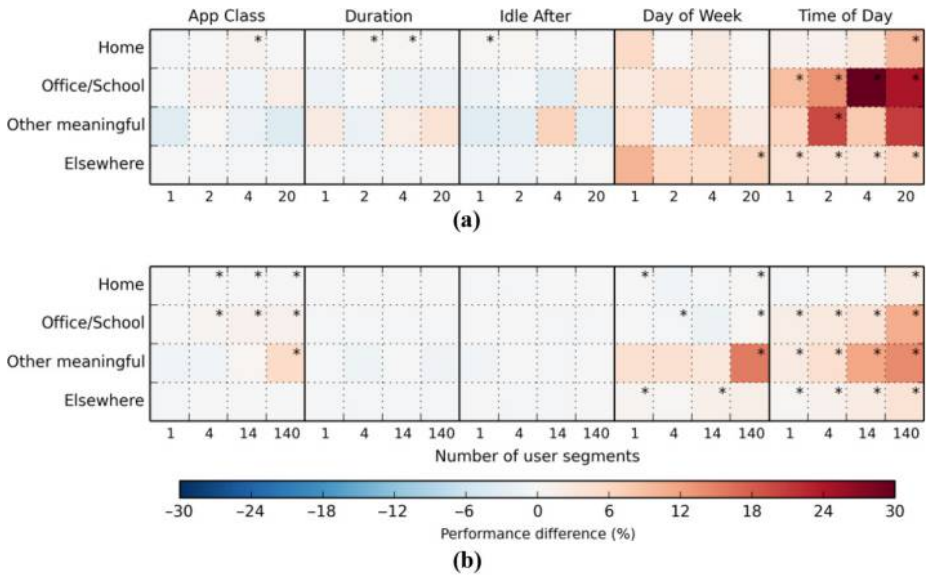 App Class Duration Idle After Day of Week Time of Day
Home * * * * *
Office/School * * * *
Other meaningful *
Elsewhere * * * * *
1 2 4 20 1 2 4 20 1 2 4 20 1 2 4 20 1 2 4 20
(a)
Home * * * * * *
Office/School * * * * * * * * *
Other meaningful * * * * * *
Elsewhere * * * * * *
1 4 14 140 1 4 14 140 1 4 14 140 1 4 14 140 1 4 14 140
Number of user segments
−30 −24 −18 −12 −6 0 6 12 18 24 30
Performance difference (%)
(b)